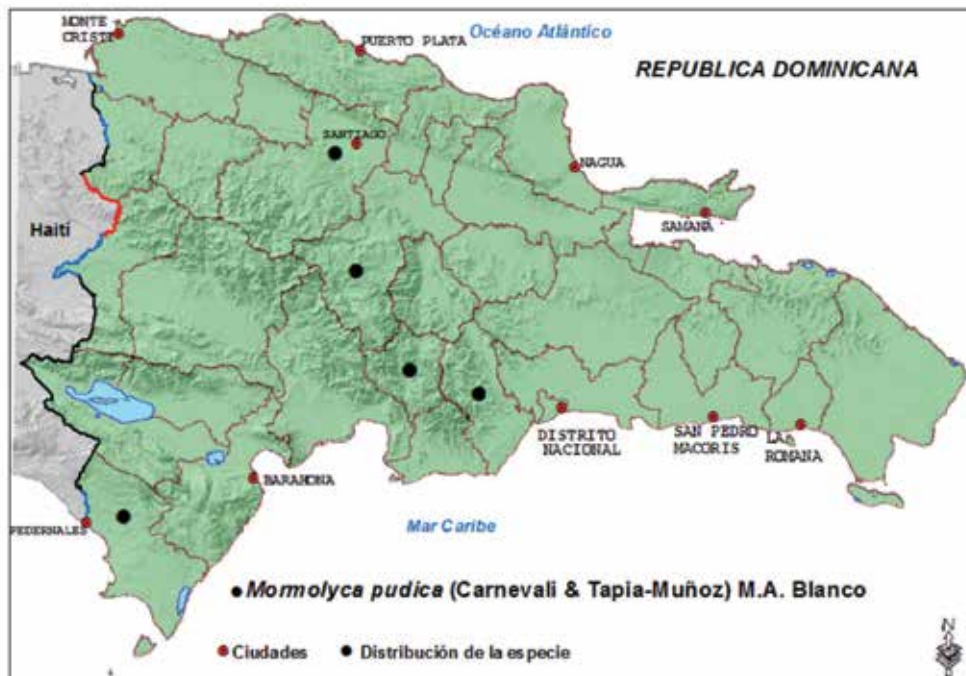 MONTE
CRISTI
PUERTO PLATA
Océano Atlántico
REPUBLICA DOMINICANA
SANTIAGO
NAGUA
SAMANA
Haití
DISTRITO
NACIONAL
SAN PEDRO
MACORIS
LA
ROMANA
BARAHONA
PEDERNALES
Mar Caribe
● Mormolyca pudica (Carnevali & Tapia-Muñoz) M.A. Blanco
● Ciudades ● Distribución de la especie
N